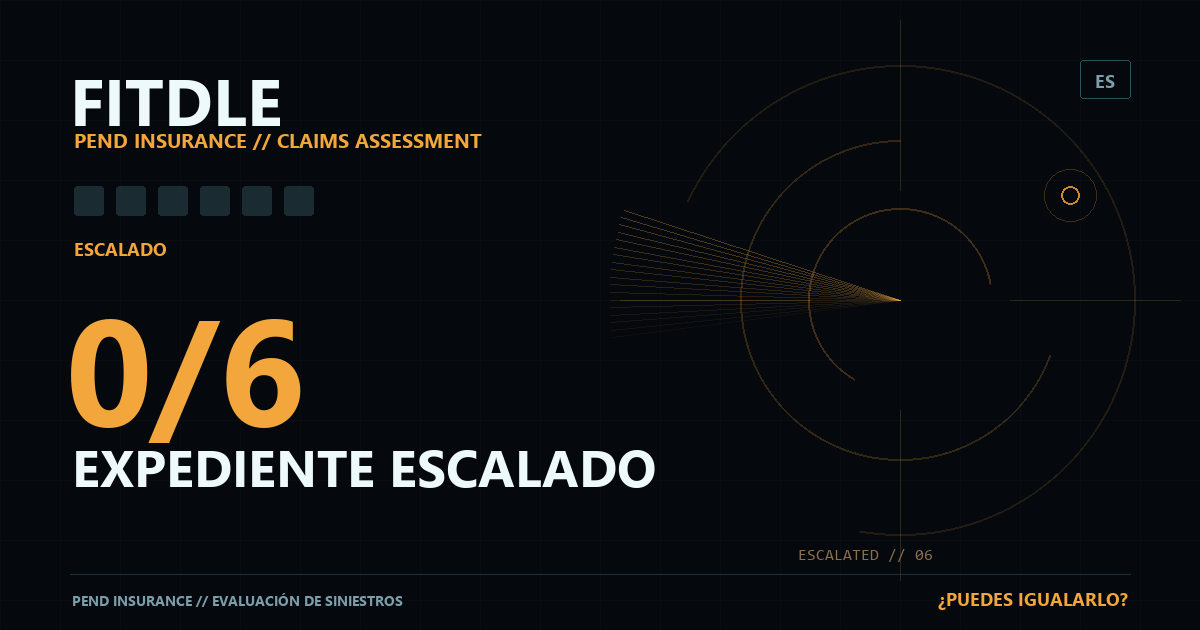 FITDLE
ES
PEND INSURANCE // CLAIMS ASSESSMENT
ESCALADO
0/6
EXPEDIENTE ESCALADO
ESCALATED // 06
PEND INSURANCE // EVALUACIÓN DE SINIESTROS
¿PUEDES IGUALARLO?